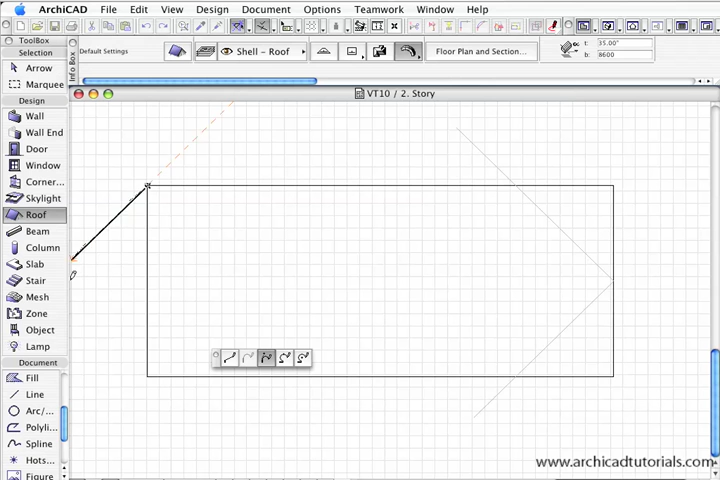 ArchiCAD File Edit View Design Document Options Teamwork Window Help
ToolBox
Selection
Arrow
Marquee
Design
Wall
Wall End
Door
Window
Corner...
Skylight
Roof
Beam
Column
Slab
Stair
Mesh
Zone
Object
Lamp
Document
Fill
Line
Arc/...
Polyli...
Spline
Hots...
Figure
Info Box
Default Settings
Shell - Roof
Floor Plan and Section...
t: 35.00"
b: 8600
VT10 / 2. Story
www.archicadtutorials.com